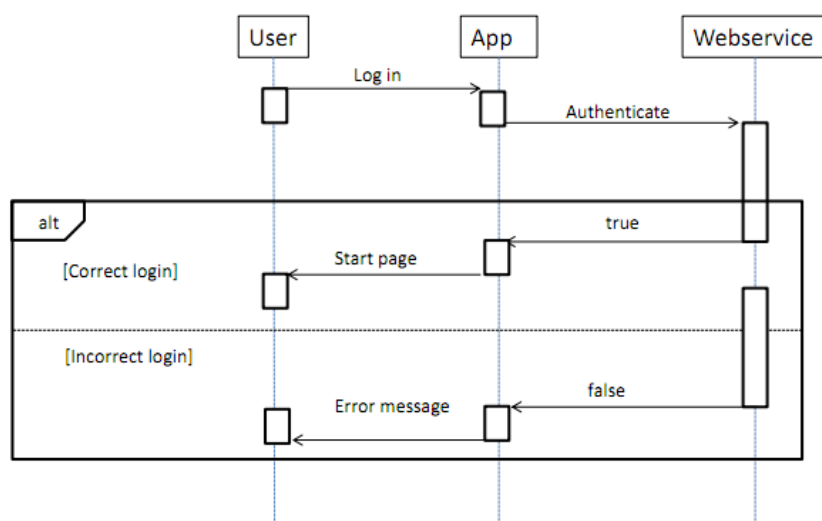 User
App
Webservice
Log in
Authenticate
alt
true
Start page
[Correct login]
[Incorrect login]
false
Error message